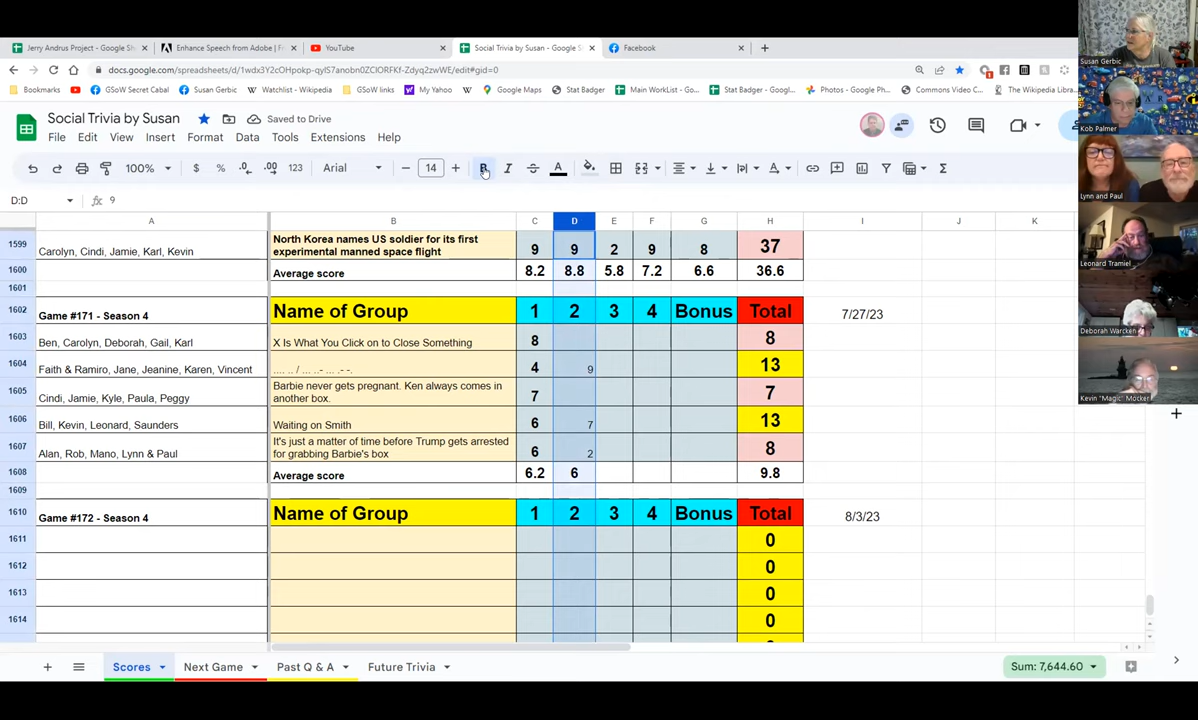 Jerry Andrus Project - Google Sh
Enhance Speech from Adobe | F
YouTube
Social Trivia by Susan - Google S
Facebook
docs.google.com/spreadsheets/d/
Bookmarks
GSoW Secret Cabal
Susan Gerbic
Watchlist - Wikipedia
GSoW links
My Yahoo
Google Maps
Stat Badger
Main WorkList - Go...
Stat Badger - Googl...
Photos - Google Ph...
Commons Video C...
The Wikipedia Libra...
Social Trivia by Susan
Saved to Drive
File Edit View Insert Format Data Tools Extensions Help
100% $ % .0 .00 123 Arial 14 B I A
D:D fx 9
A B C D E F G H I J K
1599 Carolyn, Cindi, Jamie, Karl, Kevin
North Korea names US soldier for its first
experimental manned space flight
9 9 2 9 8 37
1600 Average score 8.2 8.8 5.8 7.2 6.6 36.6
1601
1602 Game #171 - Season 4 Name of Group 1 2 3 4 Bonus Total 7/27/23
1603 Ben, Carolyn, Deborah, Gail, Karl X Is What You Click on to Close Something 8 8
1604 Faith & Ramiro, Jane, Jeanine, Karen, Vincent .... .. / ... ..- ... .- -. 4 9 13
1605 Cindi, Jamie, Kyle, Paula, Peggy
Barbie never gets pregnant. Ken always comes in
another box.
7 7
1606 Bill, Kevin, Leonard, Saunders Waiting on Smith 6 7 13
1607 Alan, Rob, Mano, Lynn & Paul
It's just a matter of time before Trump gets arrested
for grabbing Barbie's box
6 2 8
1608 Average score 6.2 6 9.8
1609
1610 Game #172 - Season 4 Name of Group 1 2 3 4 Bonus Total 8/3/23
1611 0
1612 0
1613 0
1614 0
Scores Next Game Past Q & A Future Trivia
Sum: 7,644.60
Susan Gerbic
Rob Palmer
Lynn and Paul
Leonard Tramiel
Deborah Warcken
Kevin "Magic" Mocker